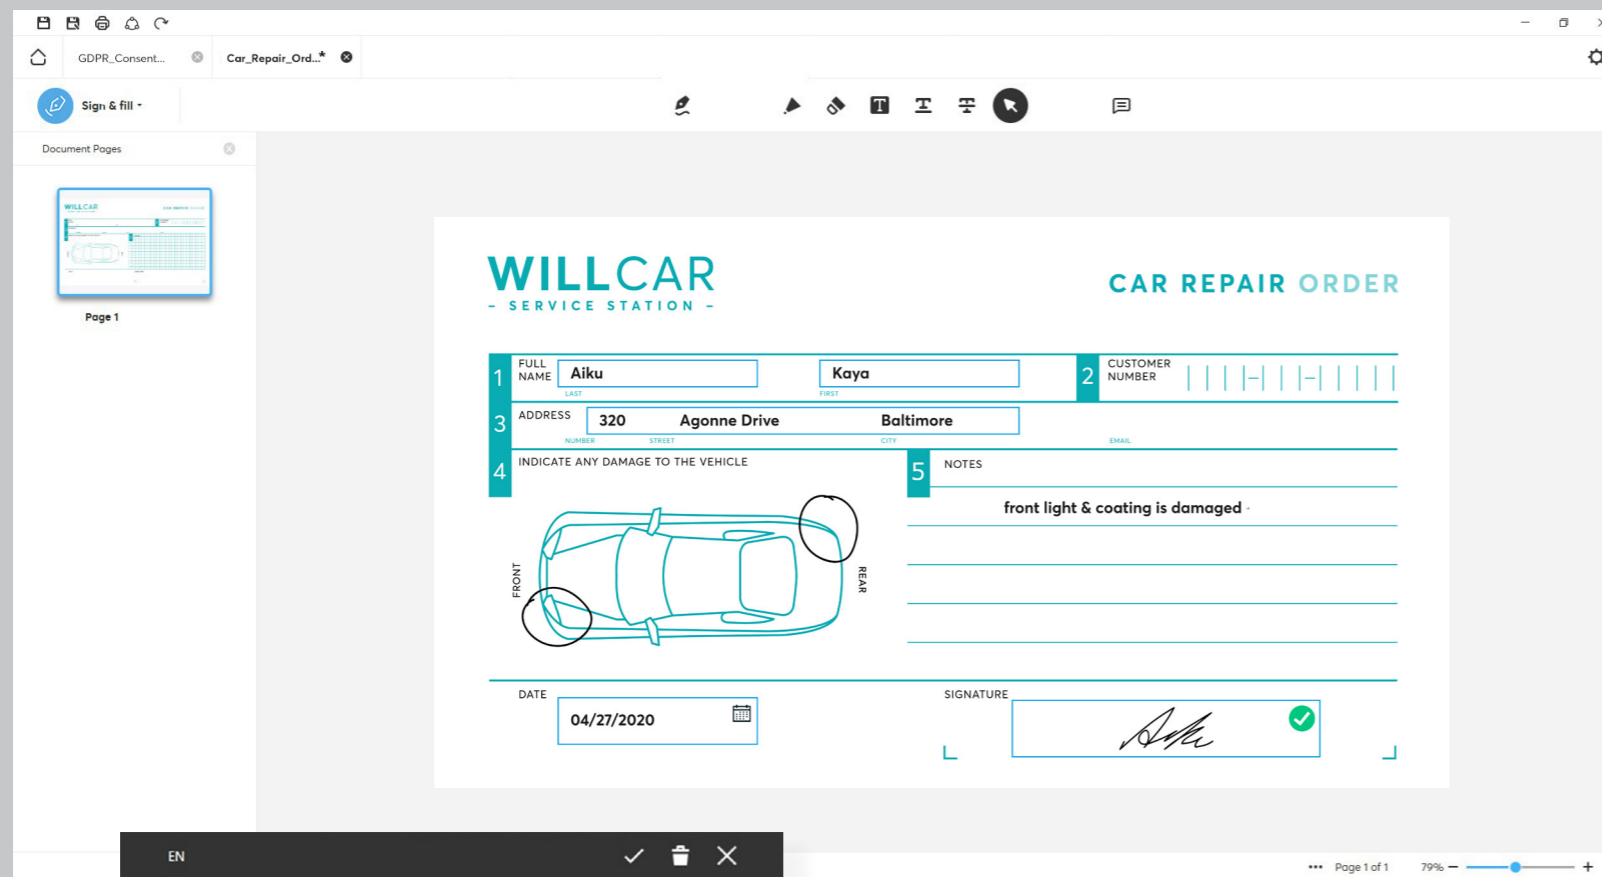 GDPR_Consent...
Car_Repair_Ord...*
Sign & fill
Document Pages
WILLCAR
Page 1
WILLCAR
- SERVICE STATION -
CAR REPAIR ORDER
1 FULL NAME Aiku Kaya
LAST FIRST
2 CUSTOMER NUMBER
3 ADDRESS 320 Agonne Drive Baltimore
NUMBER STREET CITY EMAIL
4 INDICATE ANY DAMAGE TO THE VEHICLE
5 NOTES
front light & coating is damaged
FRONT
REAR
DATE
04/27/2020
SIGNATURE
EN
Page 1 of 1 79%